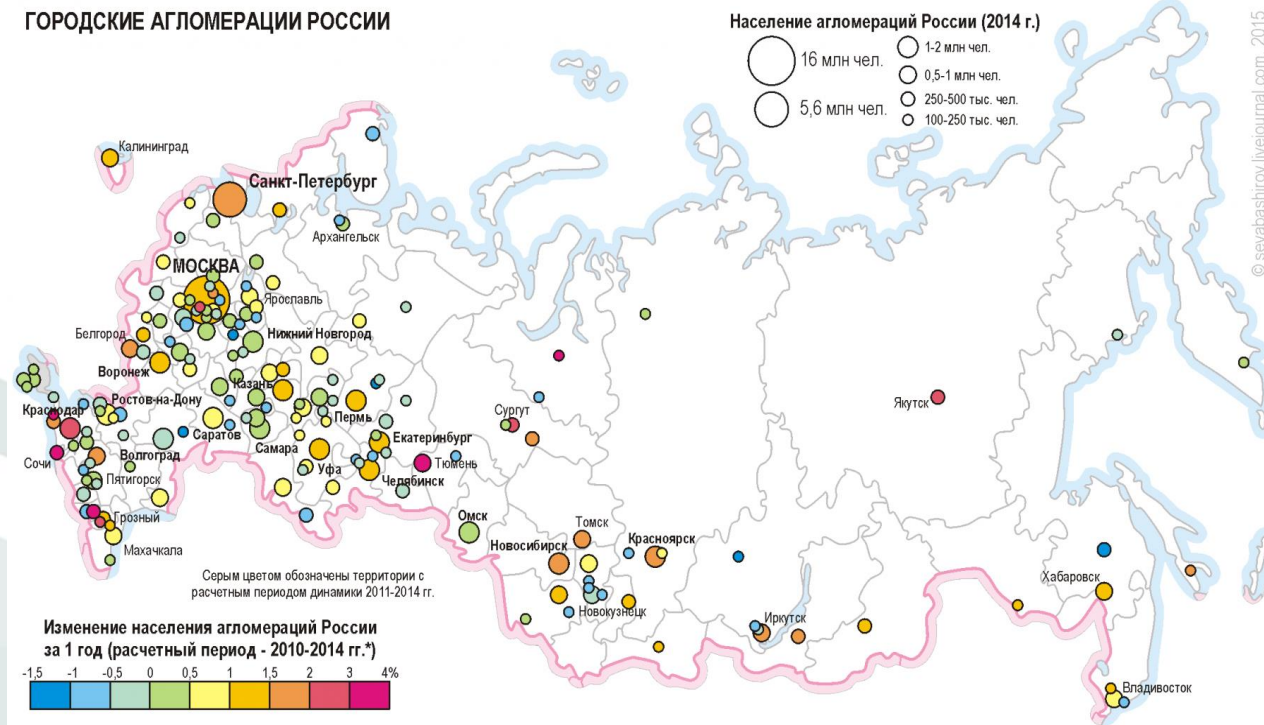 ГОРОДСКИЕ АГЛОМЕРАЦИИ РОССИИ
Население агломераций России (2014 г.)
16 млн чел.
5,6 млн чел.
1-2 млн чел.
0,5-1 млн чел.
250-500 тыс. чел.
100-250 тыс. чел.
© sevabashirov.livejournal.com 2015
Калининград
Санкт-Петербург
Архангельск
МОСКВА
Ярославль
Белгород
Нижний Новгород
Воронеж
Казань
Якутск
Краснодар
Ростов-на-Дону
Пермь
Сургут
Саратов
Екатеринбург
Самара
Волгоград
Сочи
Уфа
Тюмень
Пятигорск
Челябинск
Омск
Грозный
Томск
Махачкала
Новосибирск
Красноярск
Хабаровск
Новокузнецк
Иркутск
Владивосток
Серым цветом обозначены территории с
расчетным периодом динамики 2011-2014 гг.
Изменение населения агломераций России
за 1 год (расчетный период - 2010-2014 гг.*)
-1,5 -1 -0,5 0 0,5 1 1,5 2 3 4%